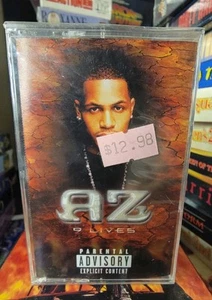 $12.98
AZ
9 LIVES
PARENTAL
ADVISORY
EXPLICIT CONTENT